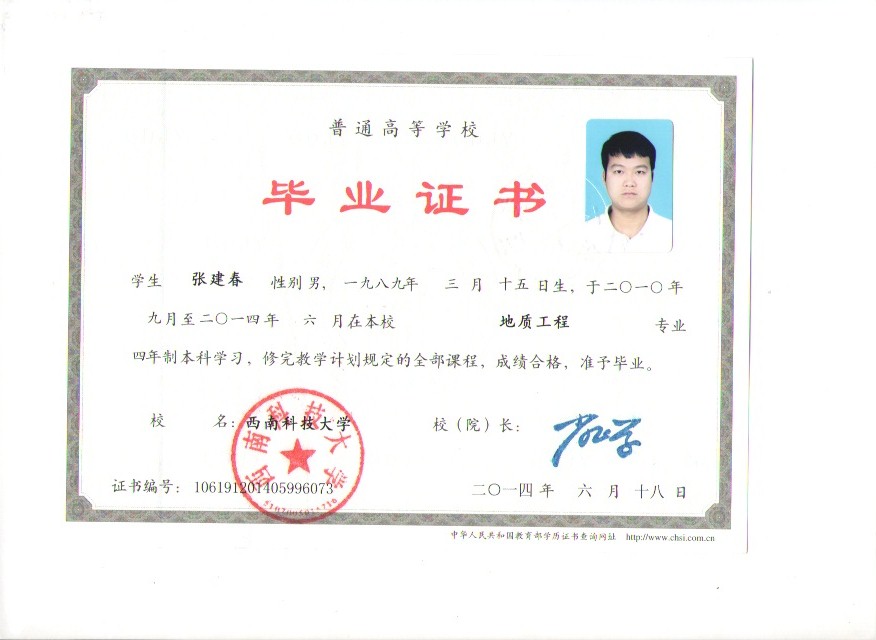 普通高等学校
毕业证书
学生 张建春 性别 男，一九八九年 三 月 十五 日生，于二〇一〇年
九月至二〇一四年 六 月在本校 地质工程 专业
四年制本科学习，修完教学计划规定的全部课程，成绩合格，准予毕业。
校 名：西南科技大学 校（院）长：
西南科技大学
证书编号： 106191201405996073 二〇一四年 六 月 十八 日
中华人民共和国教育部学历证书查询网址 http://www.chsi.com.cn